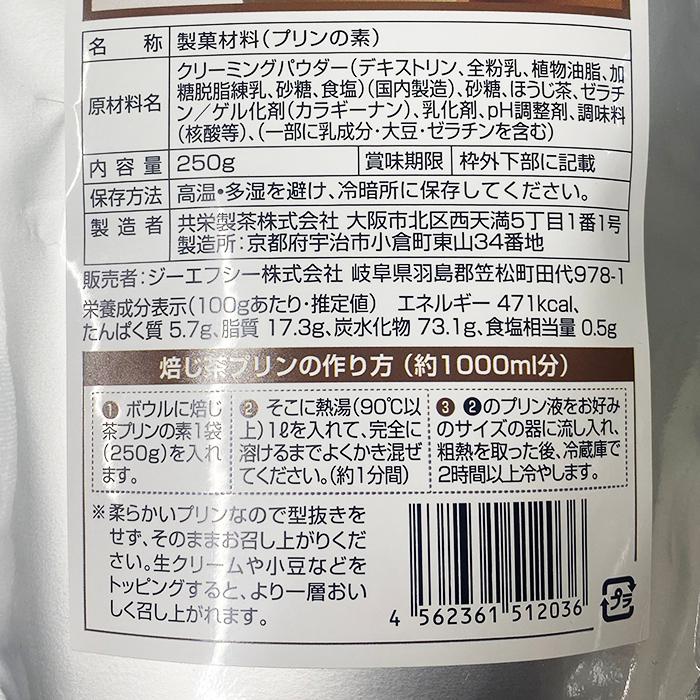 名称 製菓材料(プリンの素)
原材料名 クリーミングパウダー(デキストリン、全粉乳、植物油脂、加
糖脱脂練乳、砂糖、食塩)(国内製造)、砂糖、ほうじ茶、ゼラチ
ン／ゲル化剤(カラギーナン)、乳化剤、pH調整剤、調味料
(核酸等)、(一部に乳成分・大豆・ゼラチンを含む)
内容量 250g 賞味期限 枠外下部に記載
保存方法 高温・多湿を避け、冷暗所に保存してください。
製造者 共栄製茶株式会社 大阪市北区西天満5丁目1番1号
製造所：京都府宇治市小倉町東山34番地
販売者：ジーエフシー株式会社 岐阜県羽島郡笠松町田代978-1
栄養成分表示(100gあたり・推定値) エネルギー 471kcal、
たんぱく質 5.7g、脂質 17.3g、炭水化物 73.1g、食塩相当量 0.5g
焙じ茶プリンの作り方(約1000ml分)
❶ ボウルに焙じ
茶プリンの素1袋
(250g)を入れ
ます。
❷ そこに熱湯(90℃以
上)1ℓを入れて、完全に
溶けるまでよくかき混ぜ
てください。(約1分間)
❸ ❷のプリン液をお好み
のサイズの器に流し入れ、
粗熱を取った後、冷蔵庫で
2時間以上冷やします。
※柔らかいプリンなので型抜きを
せず、そのままお召し上がりくだ
さい。生クリームや小豆などを
トッピングすると、より一層おい
しく召し上がれます。
4 562361 512036
プラ